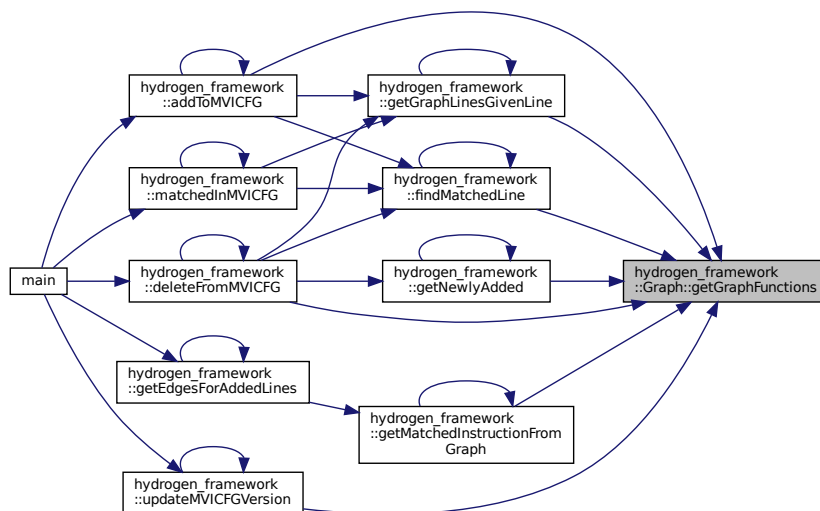 hydrogen_framework
::addToMVICFG
hydrogen_framework
::getGraphLinesGivenLine
hydrogen_framework
::matchedInMVICFG
hydrogen_framework
::findMatchedLine
main
hydrogen_framework
::deleteFromMVICFG
hydrogen_framework
::getNewlyAdded
hydrogen_framework
::Graph::getGraphFunctions
hydrogen_framework
::getEdgesForAddedLines
hydrogen_framework
::getMatchedInstructionFrom
Graph
hydrogen_framework
::updateMVICFGVersion